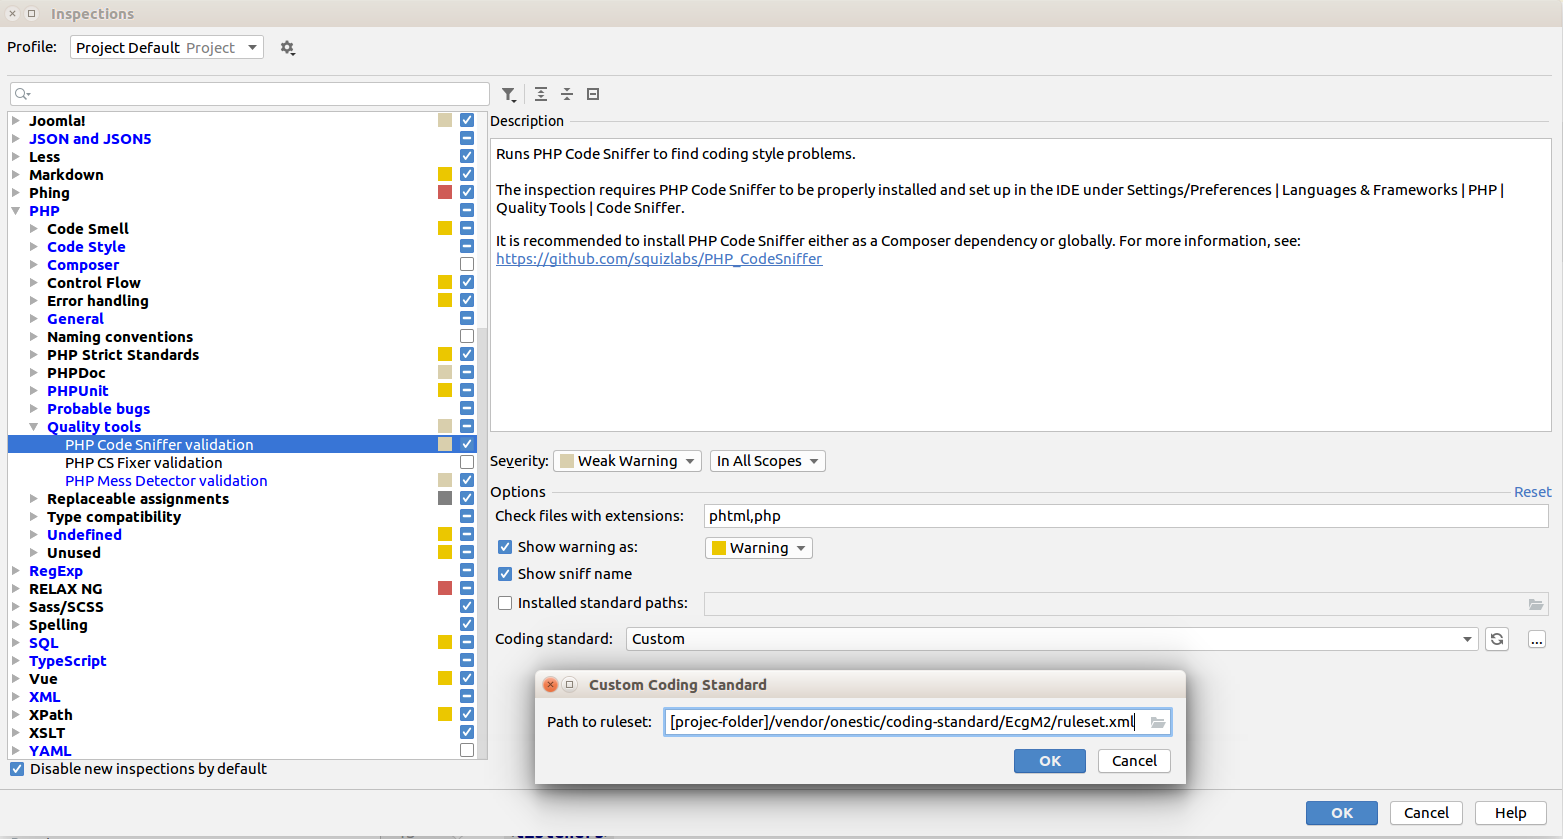 Inspections
Profile: Project Default Project
Joomla!
JSON and JSON5
Less
Markdown
Phing
PHP
Code Smell
Code Style
Composer
Control Flow
Error handling
General
Naming conventions
PHP Strict Standards
PHPDoc
PHPUnit
Probable bugs
Quality tools
PHP Code Sniffer validation
PHP CS Fixer validation
PHP Mess Detector validation
Replaceable assignments
Type compatibility
Undefined
Unused
RegExp
RELAX NG
Sass/SCSS
Spelling
SQL
TypeScript
Vue
XML
XPath
XSLT
YAML
Disable new inspections by default
Description
Runs PHP Code Sniffer to find coding style problems.
The inspection requires PHP Code Sniffer to be properly installed and set up in the IDE under Settings/Preferences | Languages & Frameworks | PHP |
Quality Tools | Code Sniffer.
It is recommended to install PHP Code Sniffer either as a Composer dependency or globally. For more information, see:
https://github.com/squizlabs/PHP_CodeSniffer
Severity: Weak Warning In All Scopes
Options Reset
Check files with extensions: phtml,php
Show warning as: Warning
Show sniff name
Installed standard paths:
Coding standard: Custom ...
Custom Coding Standard
Path to ruleset: [projec-folder]/vendor/onestic/coding-standard/EcgM2/ruleset.xml
OK Cancel
OK Cancel Help